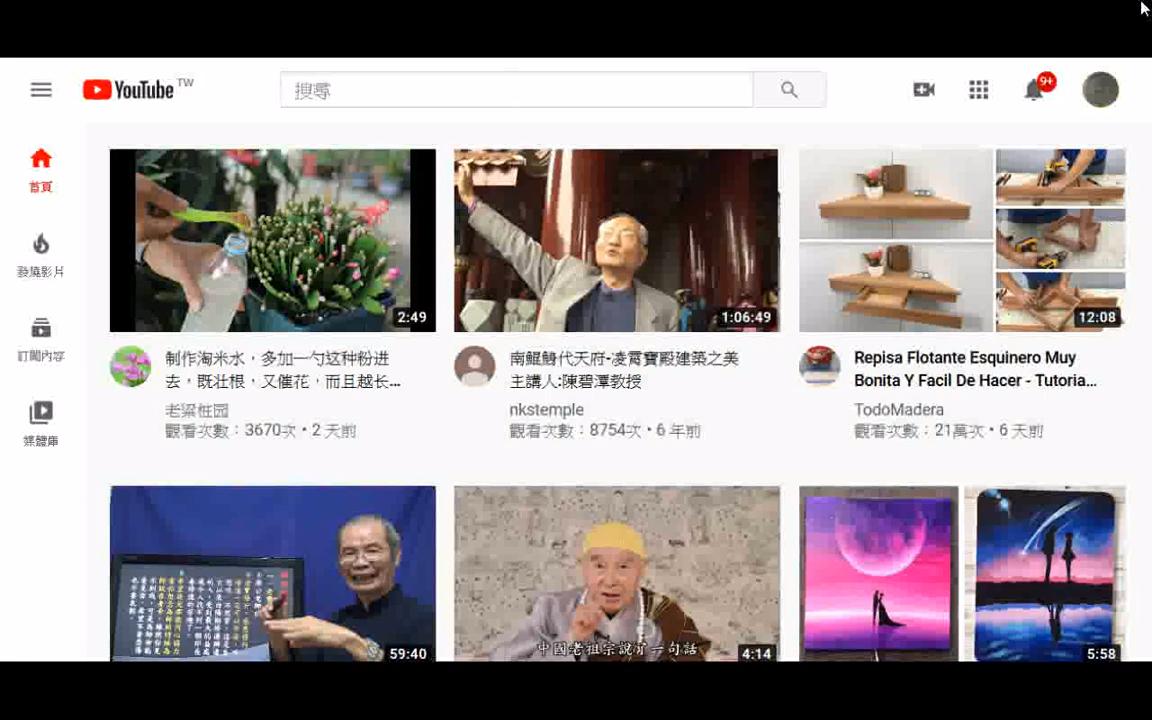 YouTube TW
搜尋
9+
首頁
發燒影片
訂閱內容
媒體庫
2:49
1:06:49
12:08
制作淘米水，多加一勺这种粉进
去，既壮根，又催花，而且越长...
老梁桩园
觀看次數：3670次 • 2 天前
南鯤鯓代天府-凌霄寶殿建築之美
主講人:陳碧潭教授
nkstemple
觀看次數：8754次 • 6 年前
Repisa Flotante Esquinero Muy
Bonita Y Facil De Hacer - Tutoria...
TodoMadera
觀看次數：21萬次 • 6 天前
59:40
中國老祖宗說了一句話
4:14
5:58